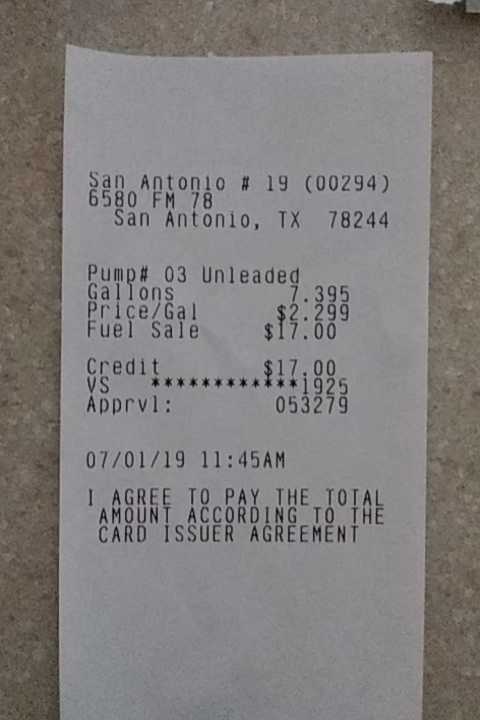 San Antonio # 19 (00294)
6580 FM 78
San Antonio, TX 78244
Pump# 03 Unleaded
Gallons 7.395
Price/Gal $2.299
Fuel Sale $17.00
Credit $17.00
VS ************1925
Apprvl: 053279
07/01/19 11:45AM
I AGREE TO PAY THE TOTAL
AMOUNT ACCORDING TO THE
CARD ISSUER AGREEMENT